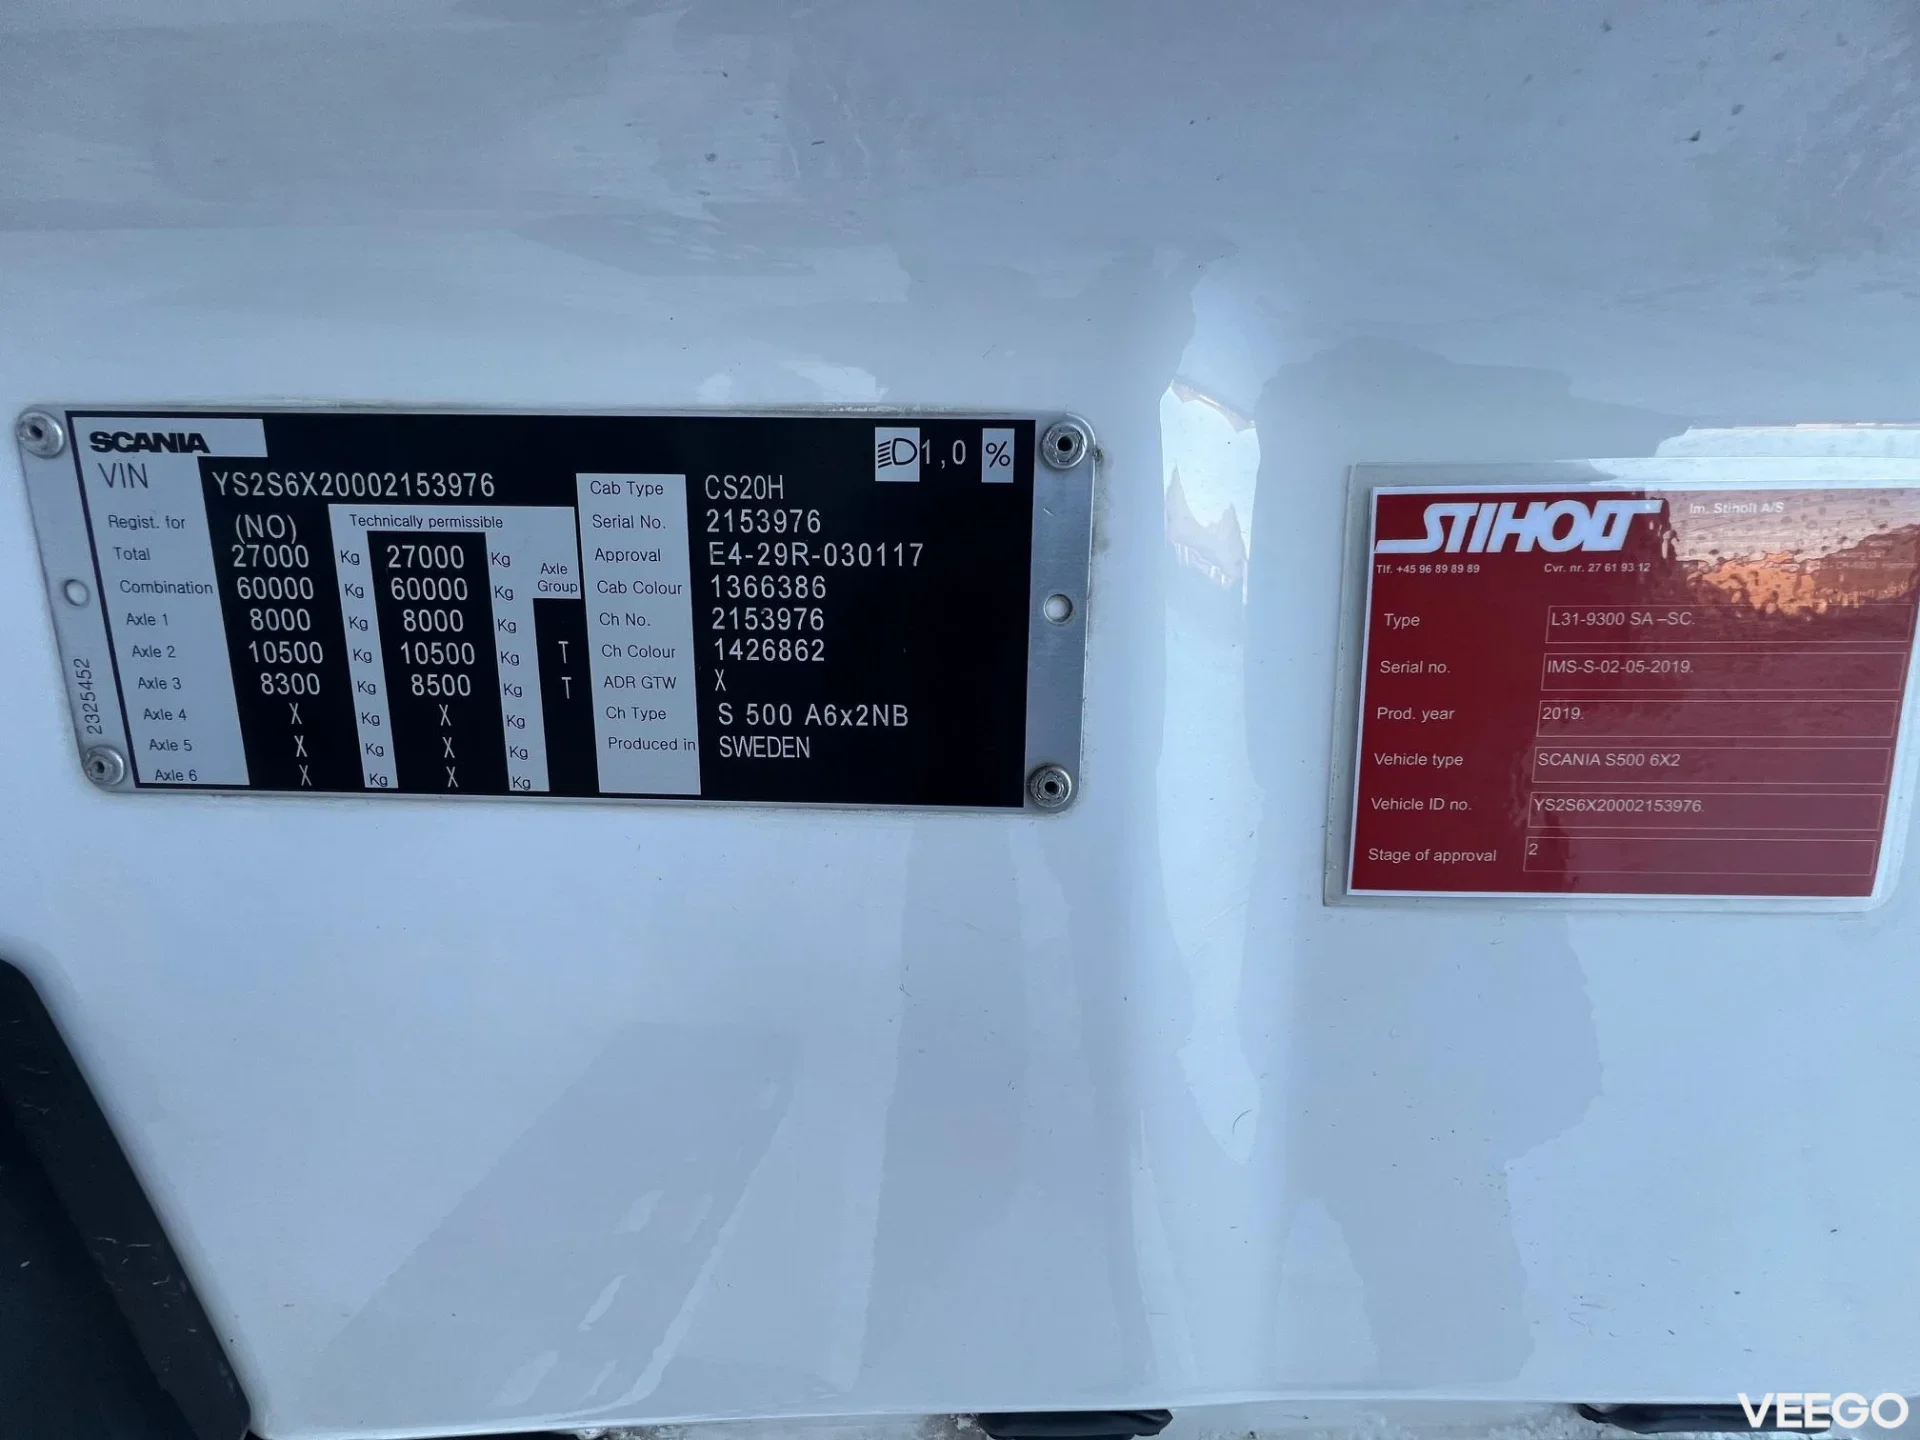 SCANIA
1,0 %
VIN YS2S6X20002153976
Regist. for (NO) Technically permissible
Total 27000 Kg 27000 Kg
Combination 60000 Kg 60000 Kg Axle Group
Axle 1 8000 Kg 8000 Kg
Axle 2 10500 Kg 10500 Kg T
Axle 3 8300 Kg 8500 Kg T
Axle 4 X Kg X Kg
Axle 5 X Kg X Kg
Axle 6 X Kg X Kg
2325452
Cab Type CS20H
Serial No. 2153976
Approval E4-29R-030117
Cab Colour 1366386
Ch No. 2153976
Ch Colour 1426862
ADR GTW X
Ch Type S 500 A6x2NB
Produced in SWEDEN
STIHOLT Im. Stiholt A/S
Tlf. +45 96 89 89 89 Cvr. nr. 27 61 93 12
Type L31-9300 SA –SC.
Serial no. IMS-S-02-05-2019.
Prod. year 2019.
Vehicle type SCANIA S500 6X2
Vehicle ID no. YS2S6X20002153976.
Stage of approval 2
VEEGO